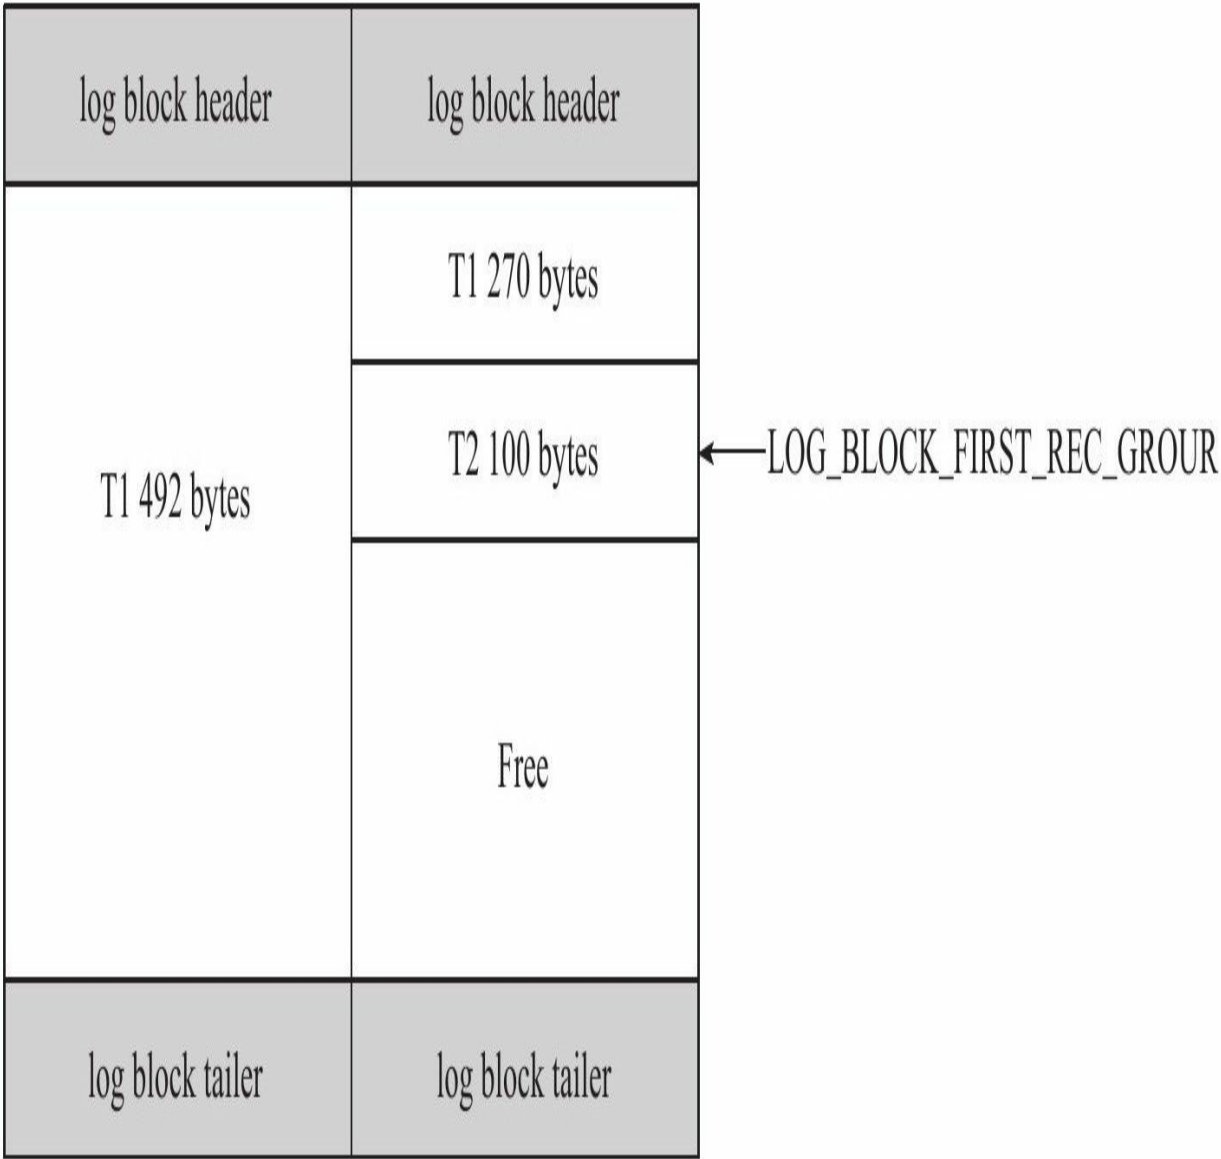 log block header
log block header
T1 492 bytes
T1 270 bytes
T2 100 bytes
LOG_BLOCK_FIRST_REC_GROUR
Free
log block tailer
log block tailer